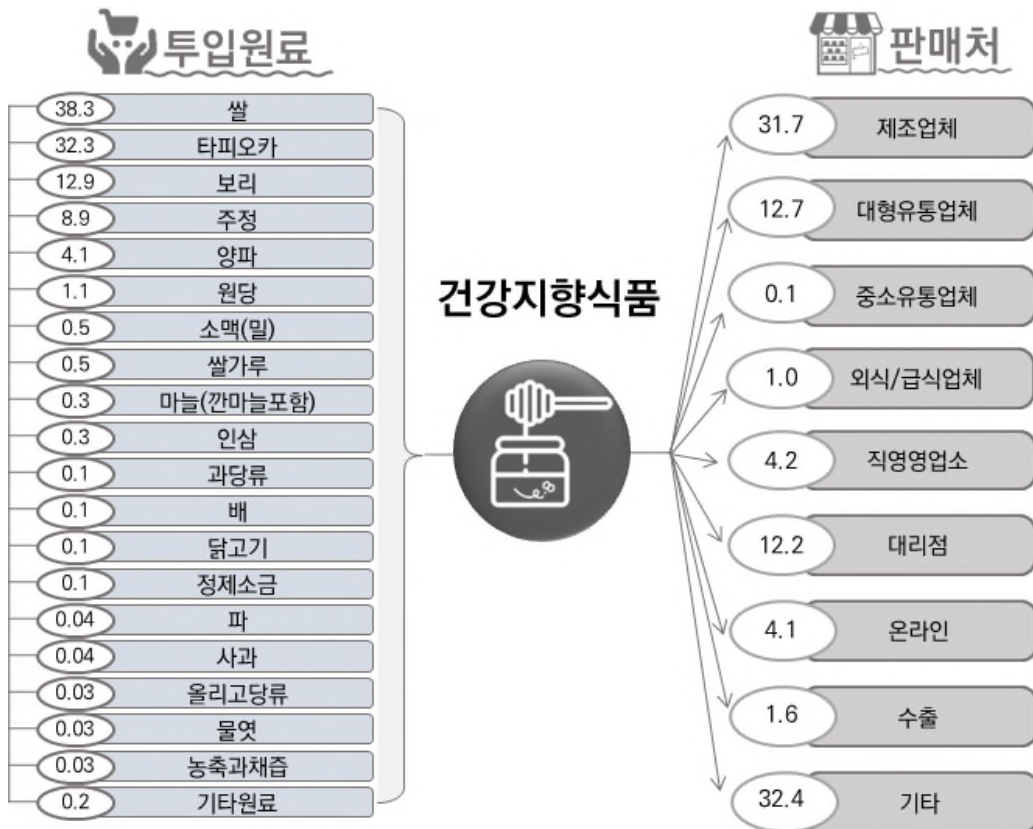 투입원료
판매처
38.3 쌀
32.3 타피오카
12.9 보리
8.9 주정
4.1 양파
1.1 원당
0.5 소맥(밀)
0.5 쌀가루
0.3 마늘(깐마늘포함)
0.3 인삼
0.1 과당류
0.1 배
0.1 닭고기
0.1 정제소금
0.04 파
0.04 사과
0.03 올리고당류
0.03 물엿
0.03 농축과채즙
0.2 기타원료
건강지향식품
31.7 제조업체
12.7 대형유통업체
0.1 중소유통업체
1.0 외식/급식업체
4.2 직영영업소
12.2 대리점
4.1 온라인
1.6 수출
32.4 기타